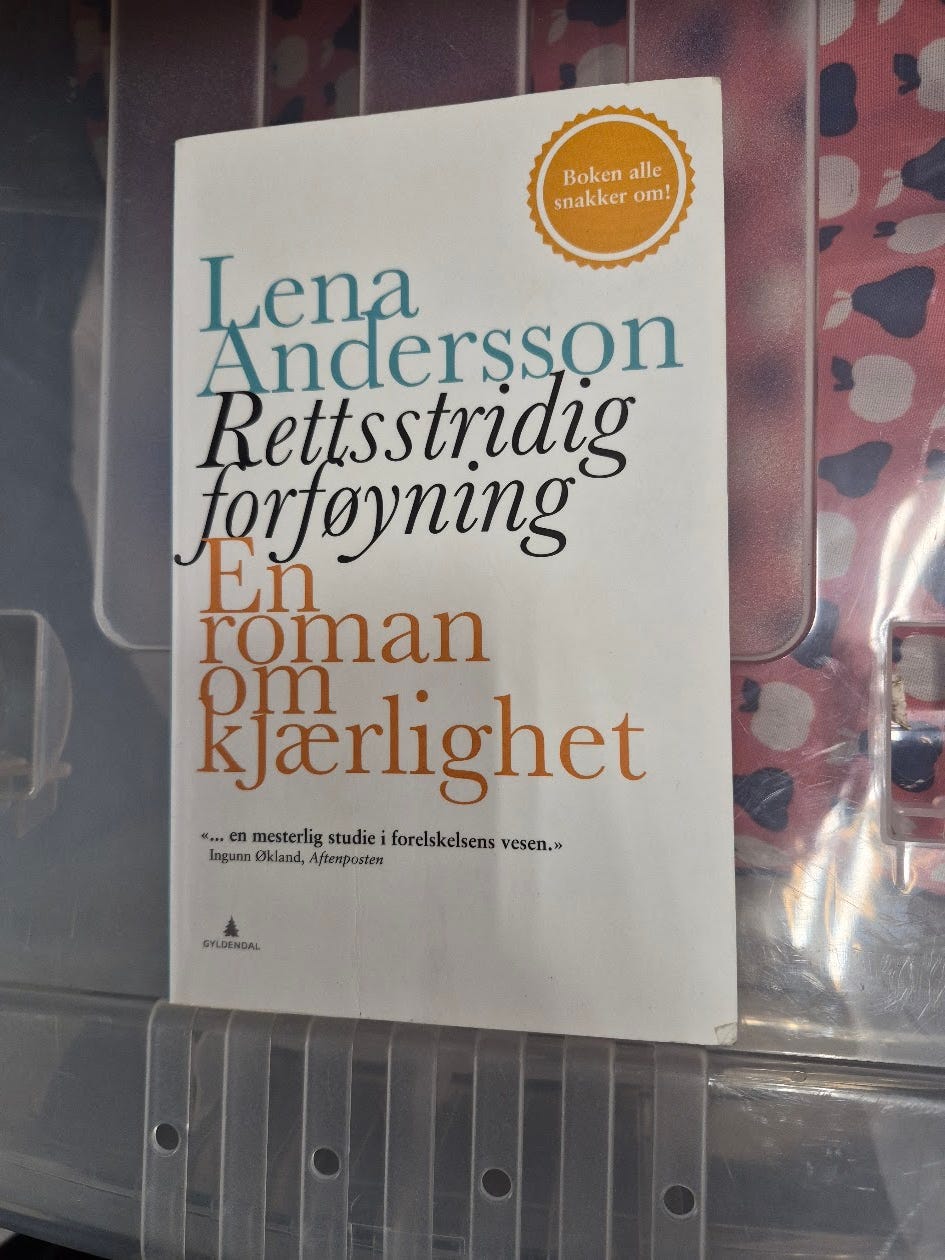 Boken alle
snakker om!
Lena
Andersson
Rettsstridig
forføyning
En
roman
om
kjærlighet
«... en mesterlig studie i forelskelsens vesen.»
Ingunn Økland, Aftenposten
GYLDENDAL